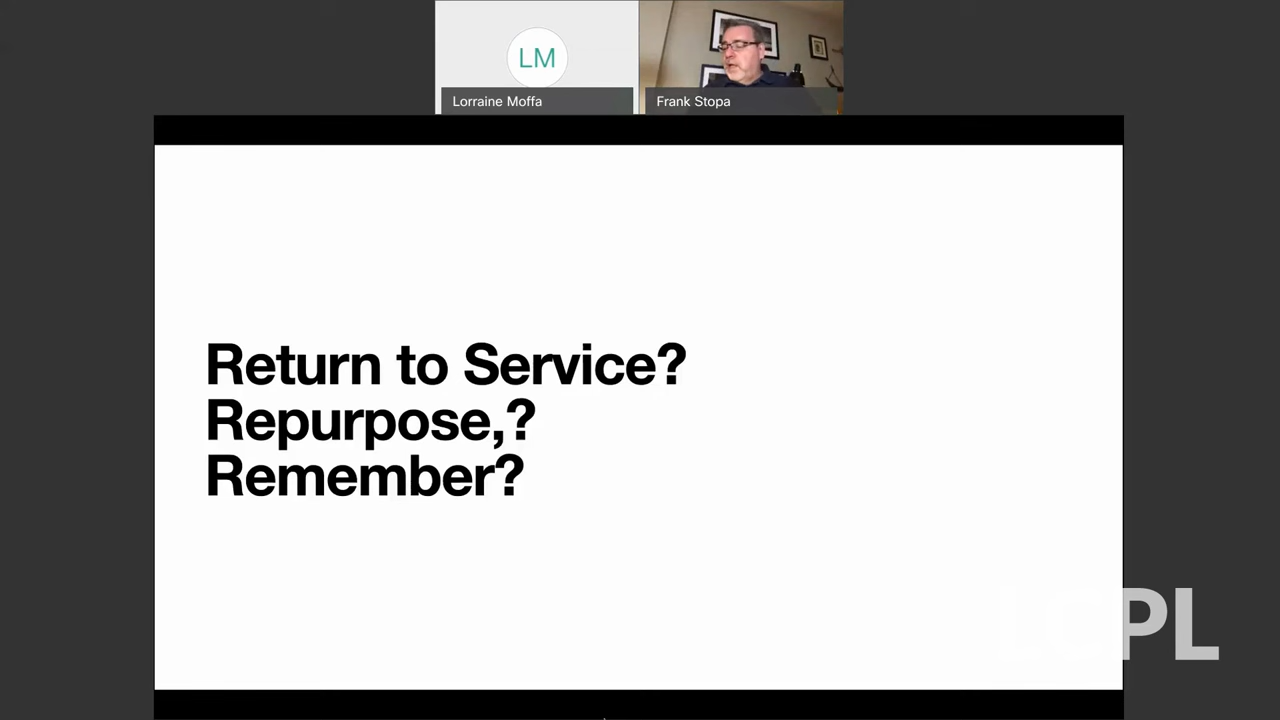 LM
Lorraine Moffa
Frank Stopa
Return to Service?
Repurpose,?
Remember?
LCPL